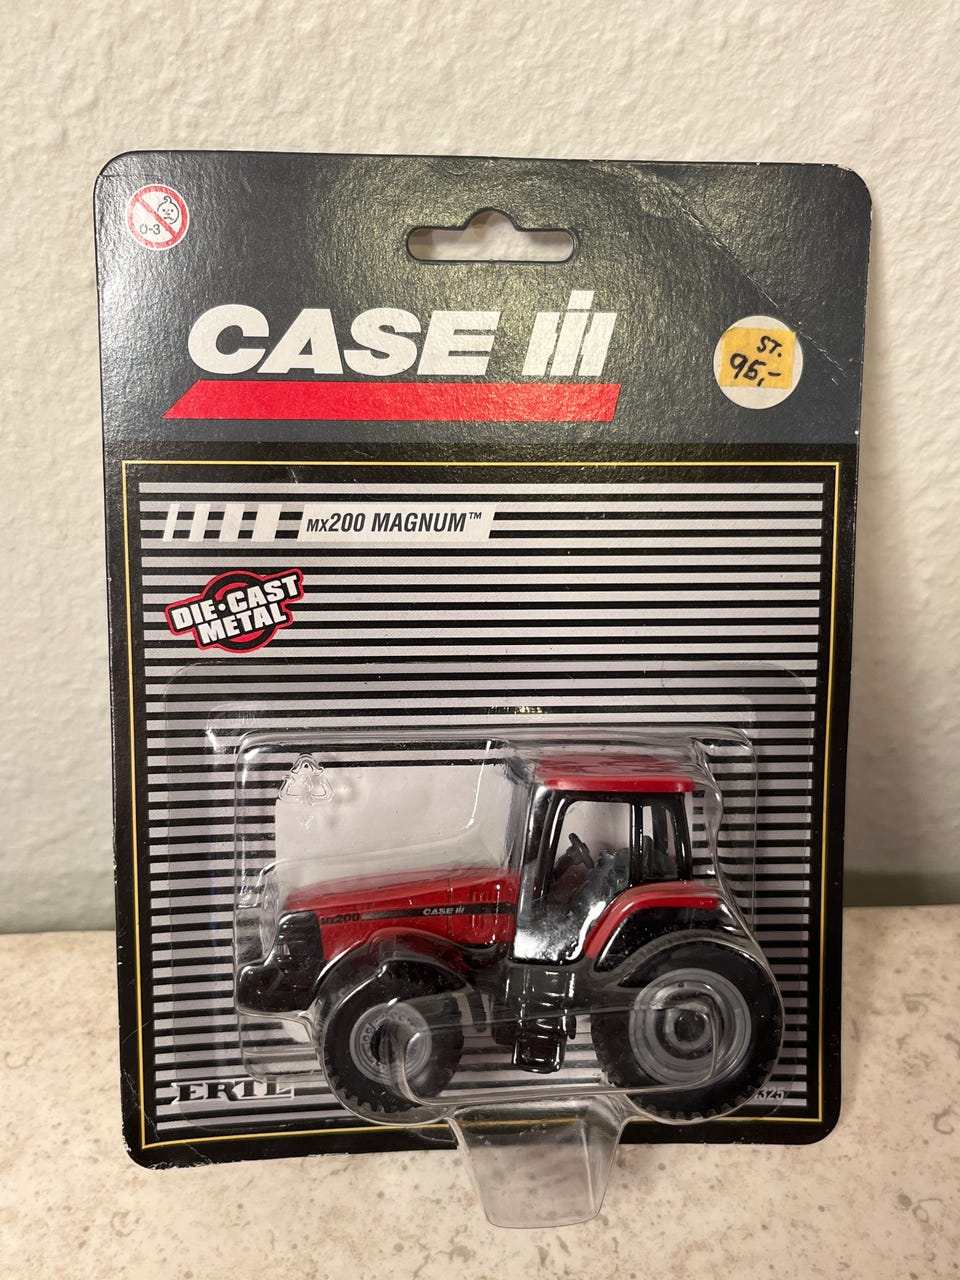 0-3
CASE IH
ST.
95,-
MX200 MAGNUM™
DIE•CAST
METAL
MX200
CASE IH
ERTL